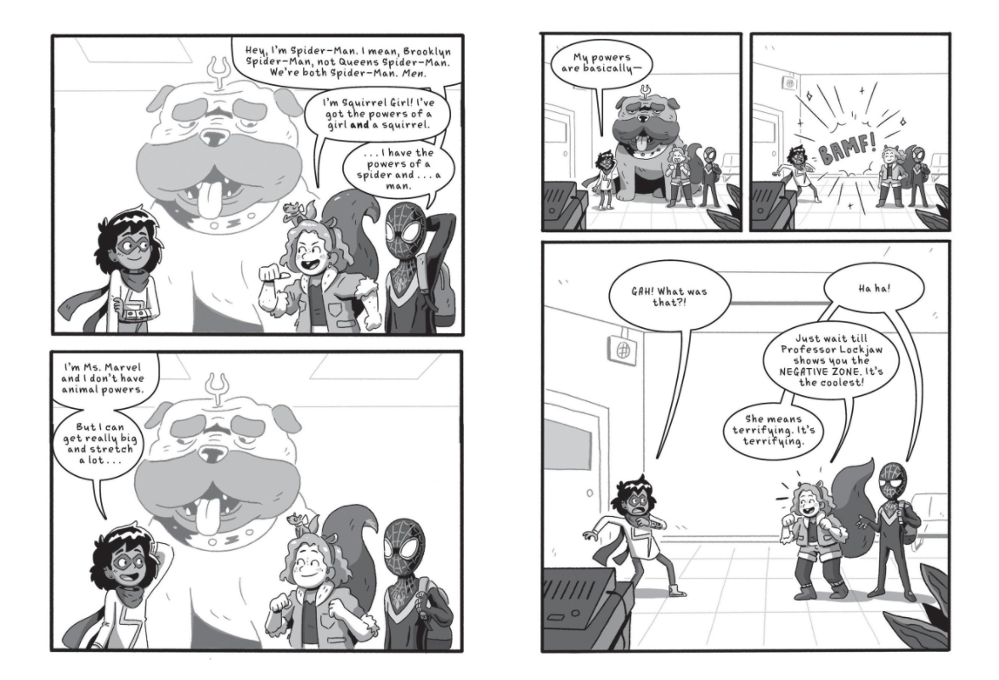 Hey, I'm Spider-Man. I mean, Brooklyn
Spider-Man, not Queens Spider-Man.
We're both Spider-Man. Men.
I'm Squirrel Girl! I've
got the powers of a
girl and a squirrel.
...I have the
powers of a
spider and...a
man.
I'm Ms. Marvel
and I don't have
animal powers.
But I can
get really big
and stretch
a lot...
My powers
are basically—
BAMF!
GAH! What was
that?!
Ha ha!
Just wait till
Professor Lockjaw
shows you the
NEGATIVE ZONE. It's
the coolest!
She means
terrifying. It's
terrifying.